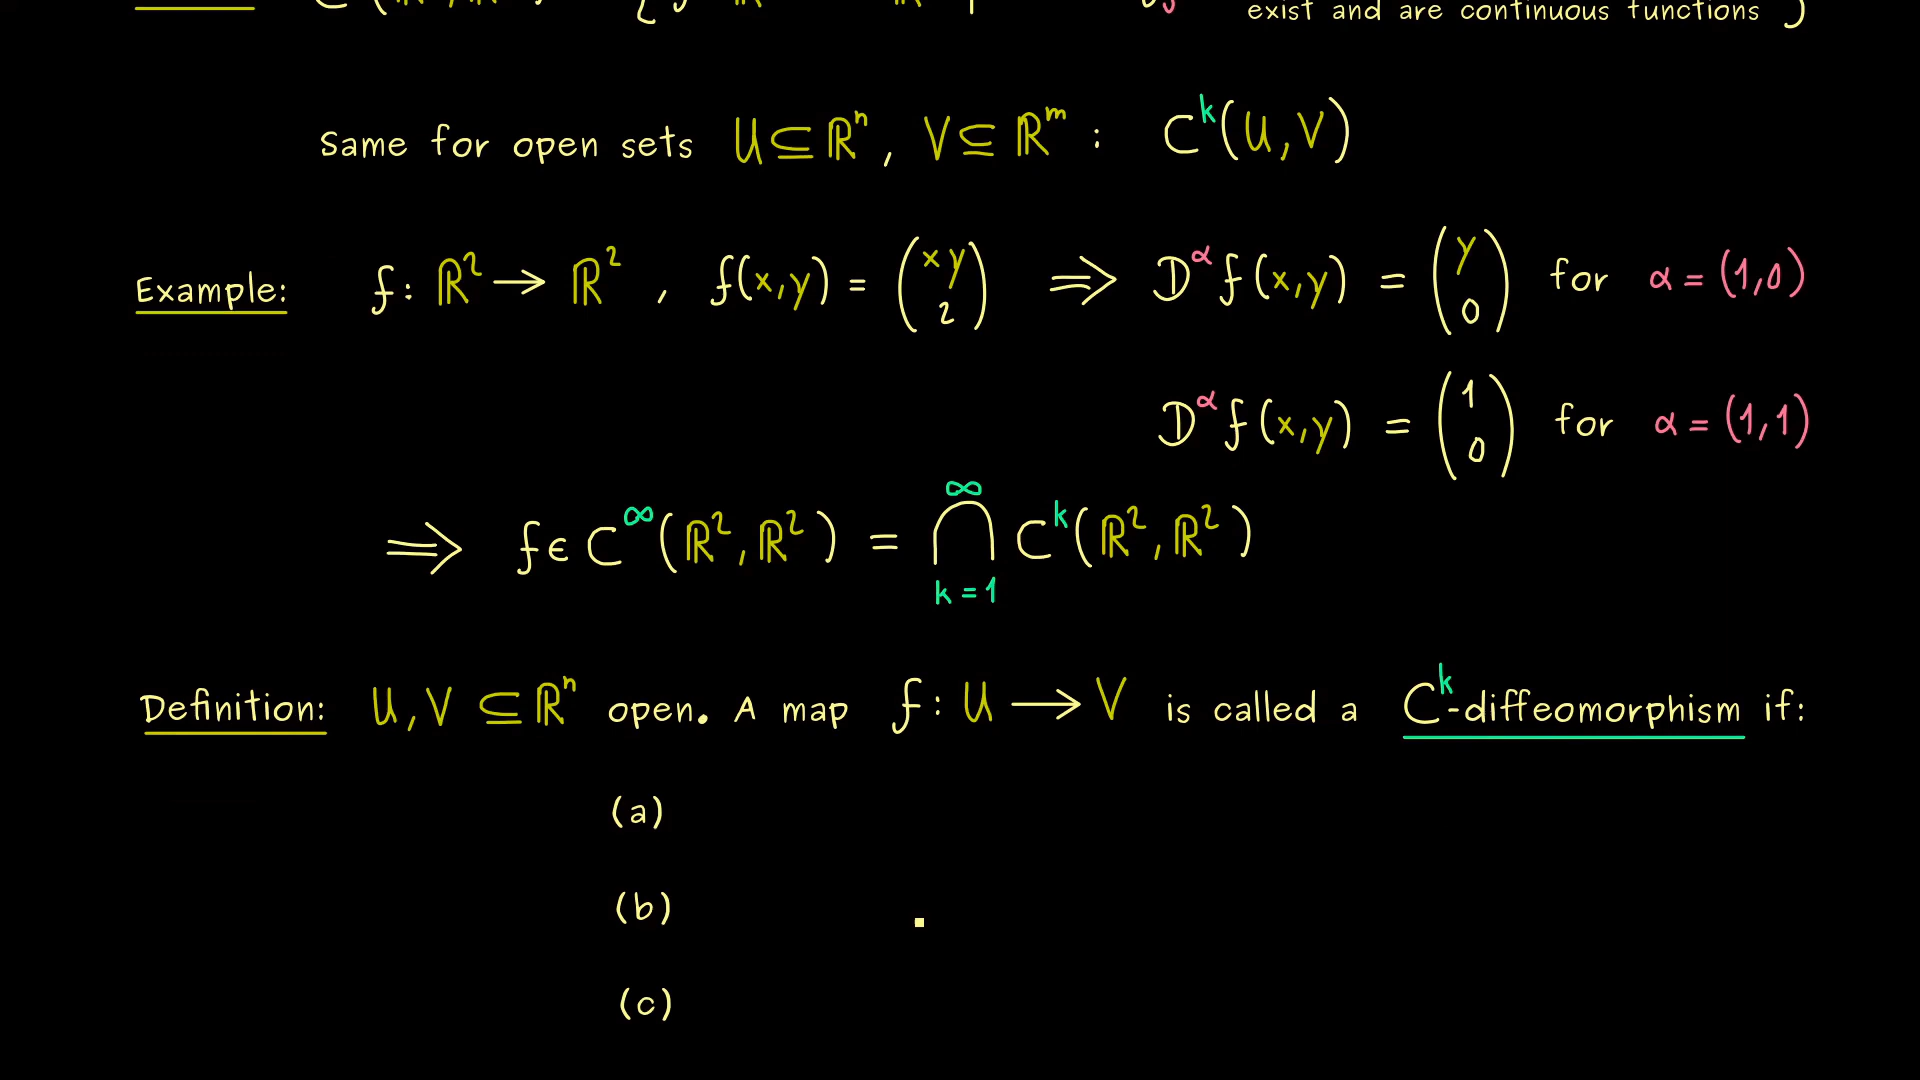 exist and are continuous functions }
Same for open sets U ⊆ ℝⁿ, V ⊆ ℝᵐ : Cᵏ(U,V)
Example: f: ℝ² → ℝ² , f(x,y) = (xy 2) ⟹ D^α f(x,y) = (y 0) for α = (1,0)
D^α f(x,y) = (1 0) for α = (1,1)
⟹ f ∈ C^∞(ℝ²,ℝ²) = ⋂_{k=1}^{∞} Cᵏ(ℝ²,ℝ²)
Definition: U,V ⊆ ℝⁿ open. A map f: U → V is called a Cᵏ-diffeomorphism if:
(a)
(b)
(c)